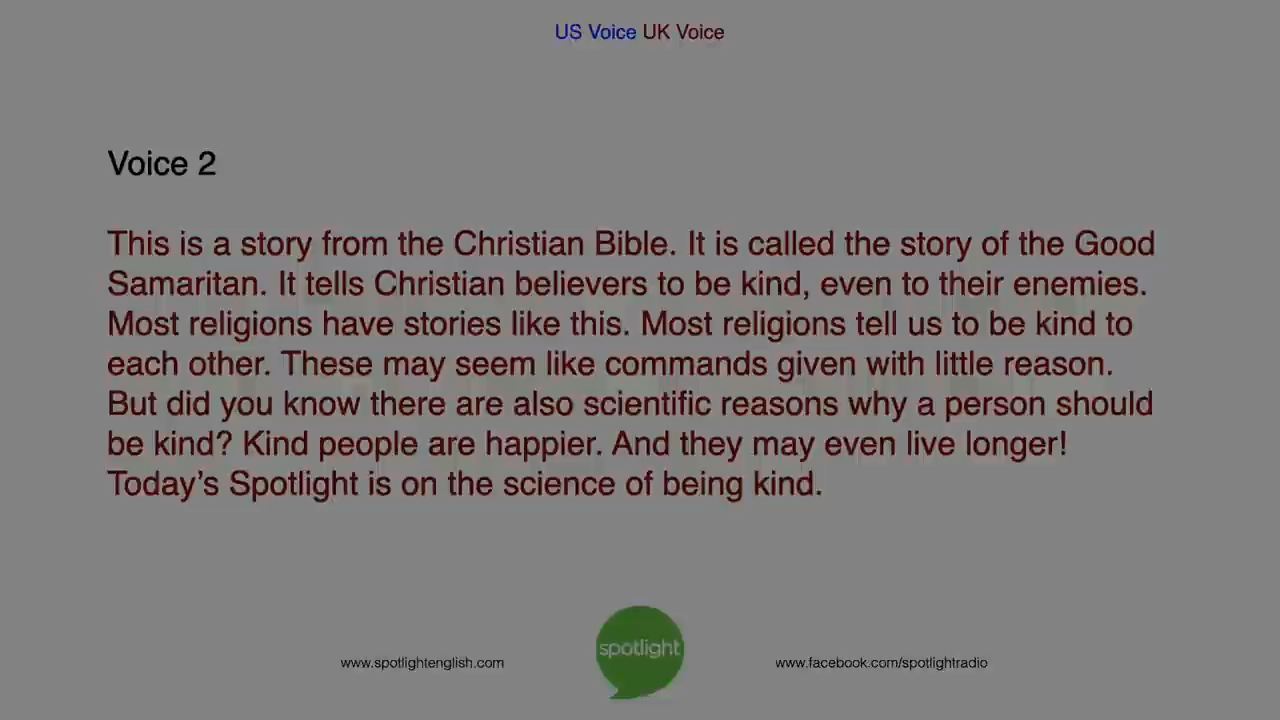 US Voice UK Voice
Voice 2
This is a story from the Christian Bible. It is called the story of the Good
Samaritan. It tells Christian believers to be kind, even to their enemies.
Most religions have stories like this. Most religions tell us to be kind to
each other. These may seem like commands given with little reason.
But did you know there are also scientific reasons why a person should
be kind? Kind people are happier. And they may even live longer!
Today’s Spotlight is on the science of being kind.
www.spotlightenglish.com
spotlight
www.facebook.com/spotlightradio